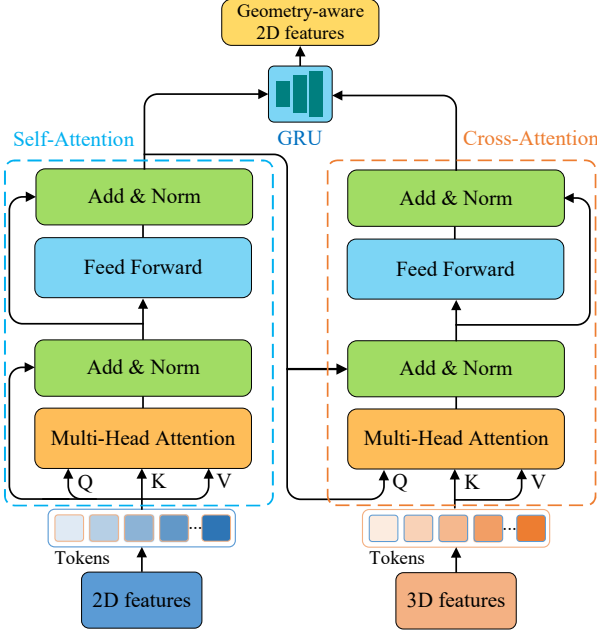 Geometry-aware
2D features
GRU
Self-Attention
Cross-Attention
Add & Norm
Add & Norm
Feed Forward
Feed Forward
Add & Norm
Add & Norm
Multi-Head Attention
Multi-Head Attention
Q K V
Q K V
...
...
Tokens
Tokens
2D features
3D features